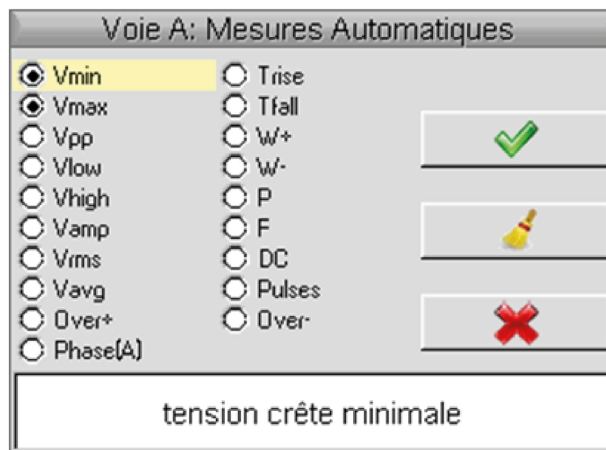 Voie A: Mesures Automatiques
Vmin
Vmax
Vpp
Vlow
Vhigh
Vamp
Vrms
Vavg
Over+
Phase(A)
Trise
Tfall
W+
W-
P
F
DC
Pulses
Over-
tension crête minimale